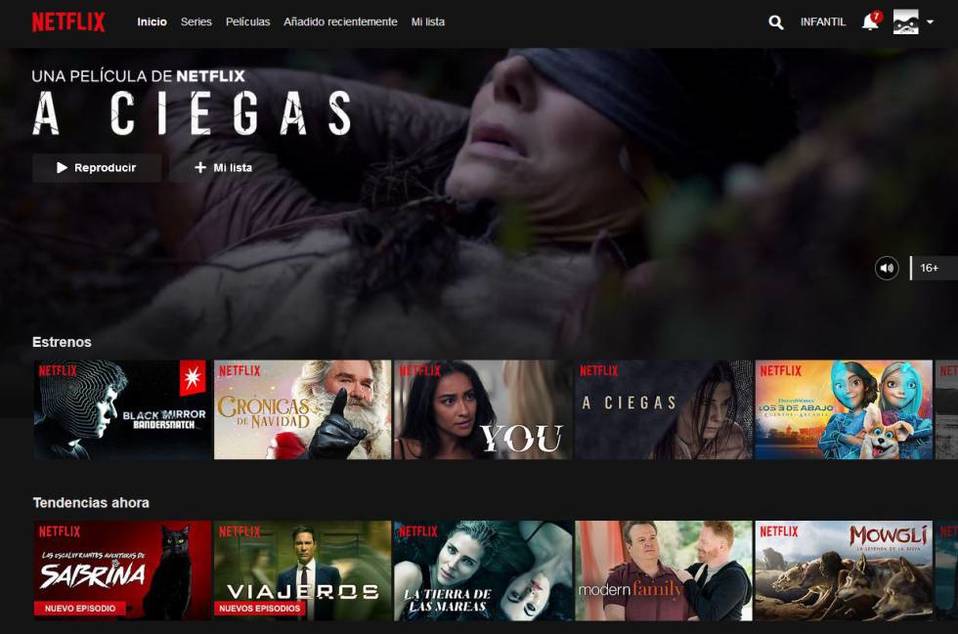 NETFLIX Inicio Series Películas Añadido recientemente Mi lista INFANTIL 7
UNA PELÍCULA DE NETFLIX
A CIEGAS
Reproducir + Mi lista
16+
Estrenos
NETFLIX
BLACK MIRROR
BANDERSNATCH
NETFLIX
CRÓNICAS
DE NAVIDAD
NETFLIX
YOU
NETFLIX
A CIEGAS
NETFLIX
DREAMWORKS
LOS 3 DE ABAJO
CUENTOS DE ARCADIA
NET
Tendencias ahora
NETFLIX
LAS ESCALOFRIANTES AVENTURAS DE
SABRINA
NUEVO EPISODIO
NETFLIX
VIAJEROS
NUEVOS EPISODIOS
NETFLIX
LA TIERRA DE
LAS MAREAS
modern family
NETFLIX
MOWGLI
LA LEYENDA DE LA SELVA
NET